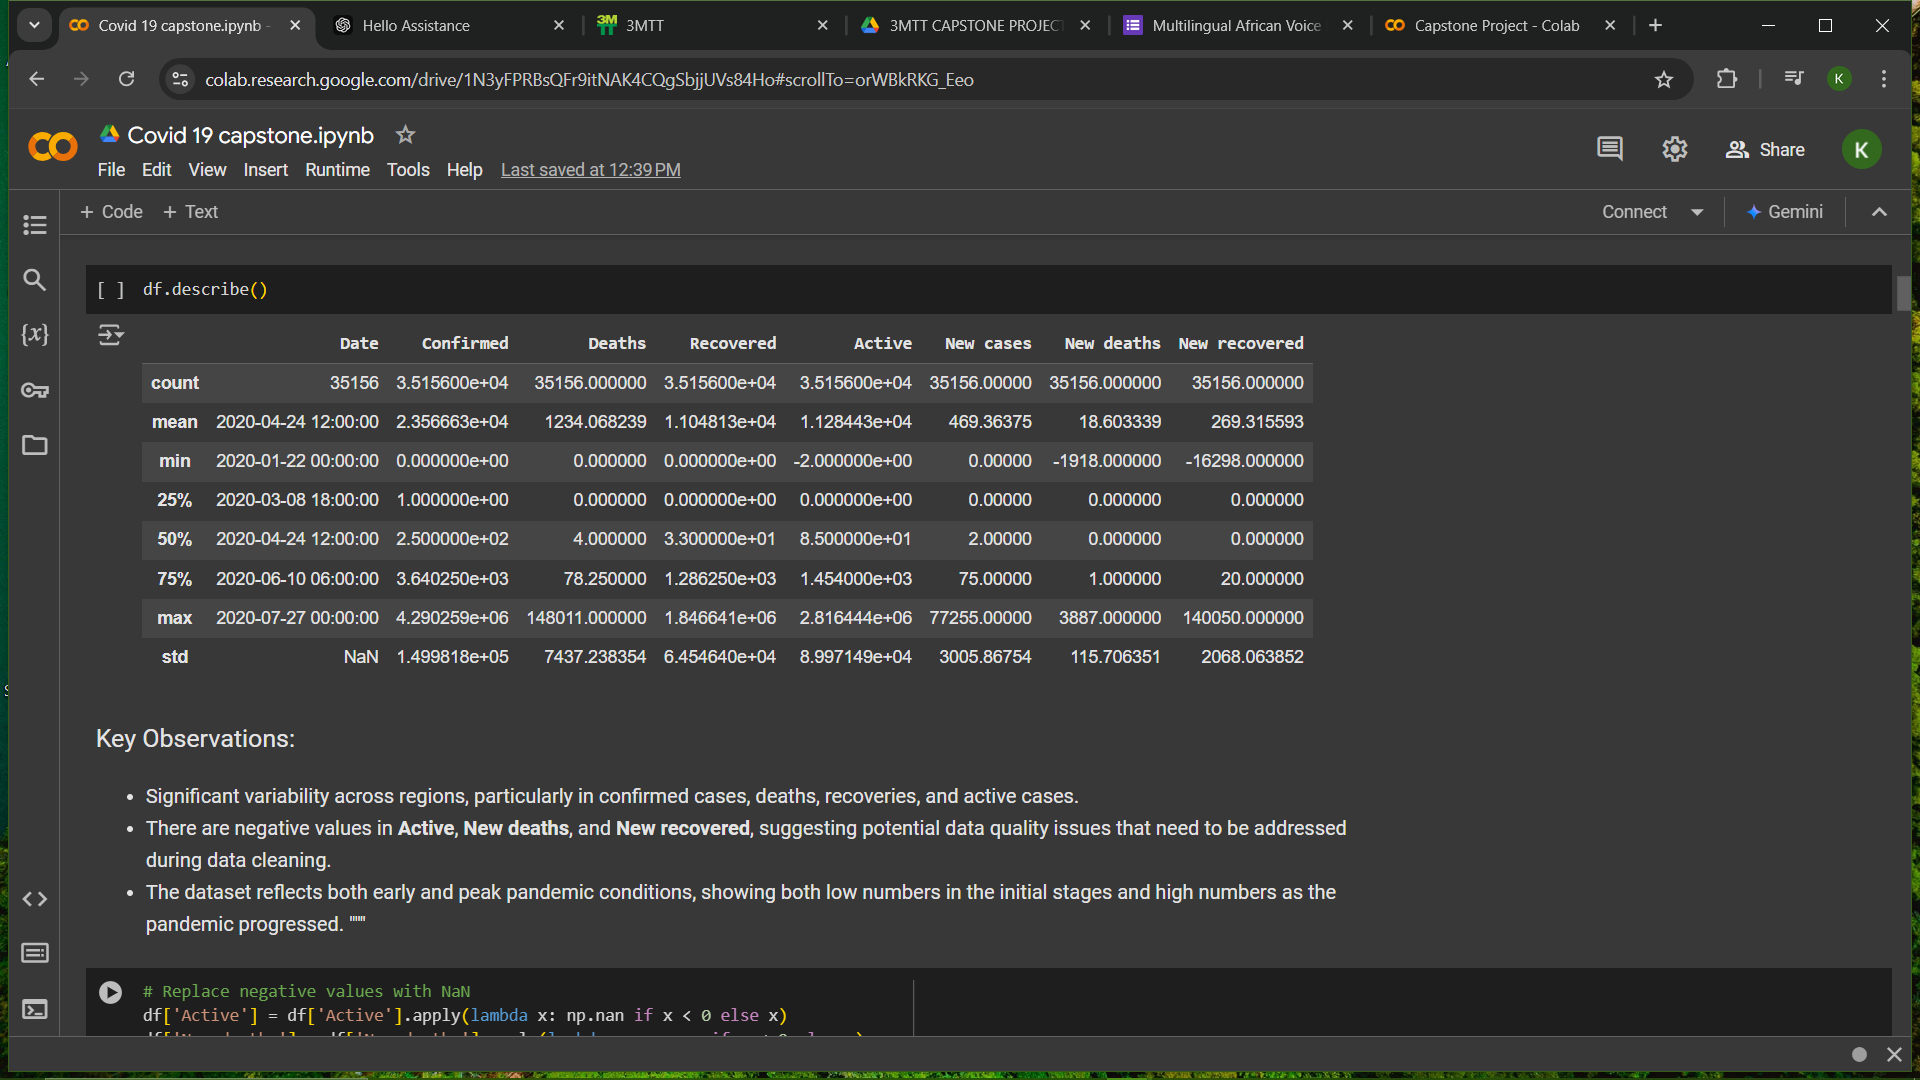 Covid 19 capstone.ipynb -
Hello Assistance
3MTT
3MTT CAPSTONE PROJECT
Multilingual African Voice
Capstone Project - Colab
colab.research.google.com/drive/1N3yFPRBsQFr9itNAK4CQgSbjjUVs84Ho#scrollTo=orWBkRKG_Eeo
K
Covid 19 capstone.ipynb
File Edit View Insert Runtime Tools Help Last saved at 12:39 PM
Share
K
+ Code + Text
Connect
Gemini
[ ] df.describe()
Date Confirmed Deaths Recovered Active New cases New deaths New recovered
count 35156 3.515600e+04 35156.000000 3.515600e+04 3.515600e+04 35156.00000 35156.000000 35156.000000
mean 2020-04-24 12:00:00 2.356663e+04 1234.068239 1.104813e+04 1.128443e+04 469.36375 18.603339 269.315593
min 2020-01-22 00:00:00 0.000000e+00 0.000000 0.000000e+00 -2.000000e+00 0.00000 -1918.000000 -16298.000000
25% 2020-03-08 18:00:00 1.000000e+00 0.000000 0.000000e+00 0.000000e+00 0.00000 0.000000 0.000000
50% 2020-04-24 12:00:00 2.500000e+02 4.000000 3.300000e+01 8.500000e+01 2.00000 0.000000 0.000000
75% 2020-06-10 06:00:00 3.640250e+03 78.250000 1.286250e+03 1.454000e+03 75.00000 1.000000 20.000000
max 2020-07-27 00:00:00 4.290259e+06 148011.000000 1.846641e+06 2.816444e+06 77255.00000 3887.000000 140050.000000
std NaN 1.499818e+05 7437.238354 6.454640e+04 8.997149e+04 3005.86754 115.706351 2068.063852
Key Observations:
• Significant variability across regions, particularly in confirmed cases, deaths, recoveries, and active cases.
• There are negative values in Active, New deaths, and New recovered, suggesting potential data quality issues that need to be addressed
during data cleaning.
• The dataset reflects both early and peak pandemic conditions, showing both low numbers in the initial stages and high numbers as the
pandemic progressed. """
# Replace negative values with NaN
df['Active'] = df['Active'].apply(lambda x: np.nan if x < 0 else x)